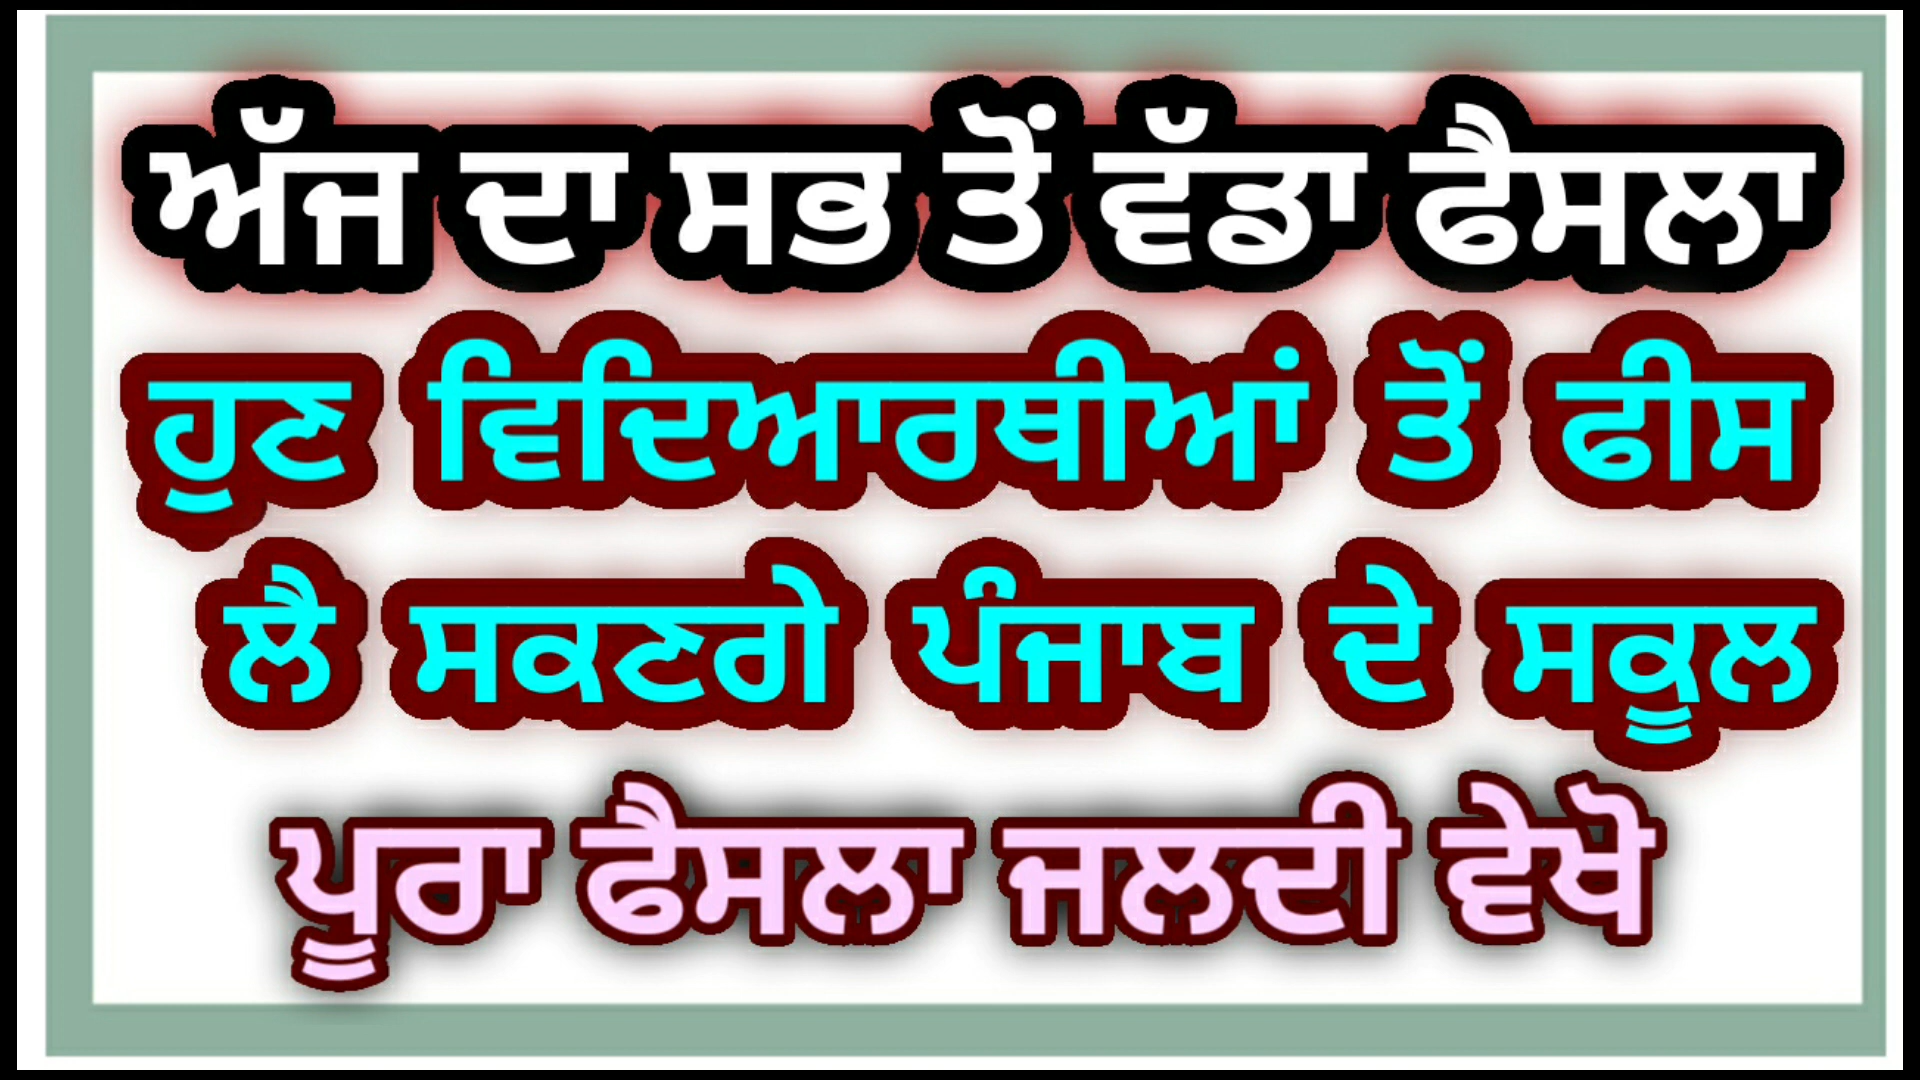 ਅੱਜ ਦਾ ਸਭ ਤੋਂ ਵੱਡਾ ਫੈਸਲਾ
ਹੁਣ ਵਿਦਿਆਰਥੀਆਂ ਤੋਂ ਫੀਸ
ਲੈ ਸਕਣਗੇ ਪੰਜਾਬ ਦੇ ਸਕੂਲ
ਪੂਰਾ ਫੈਸਲਾ ਜਲਦੀ ਵੇਖੋ